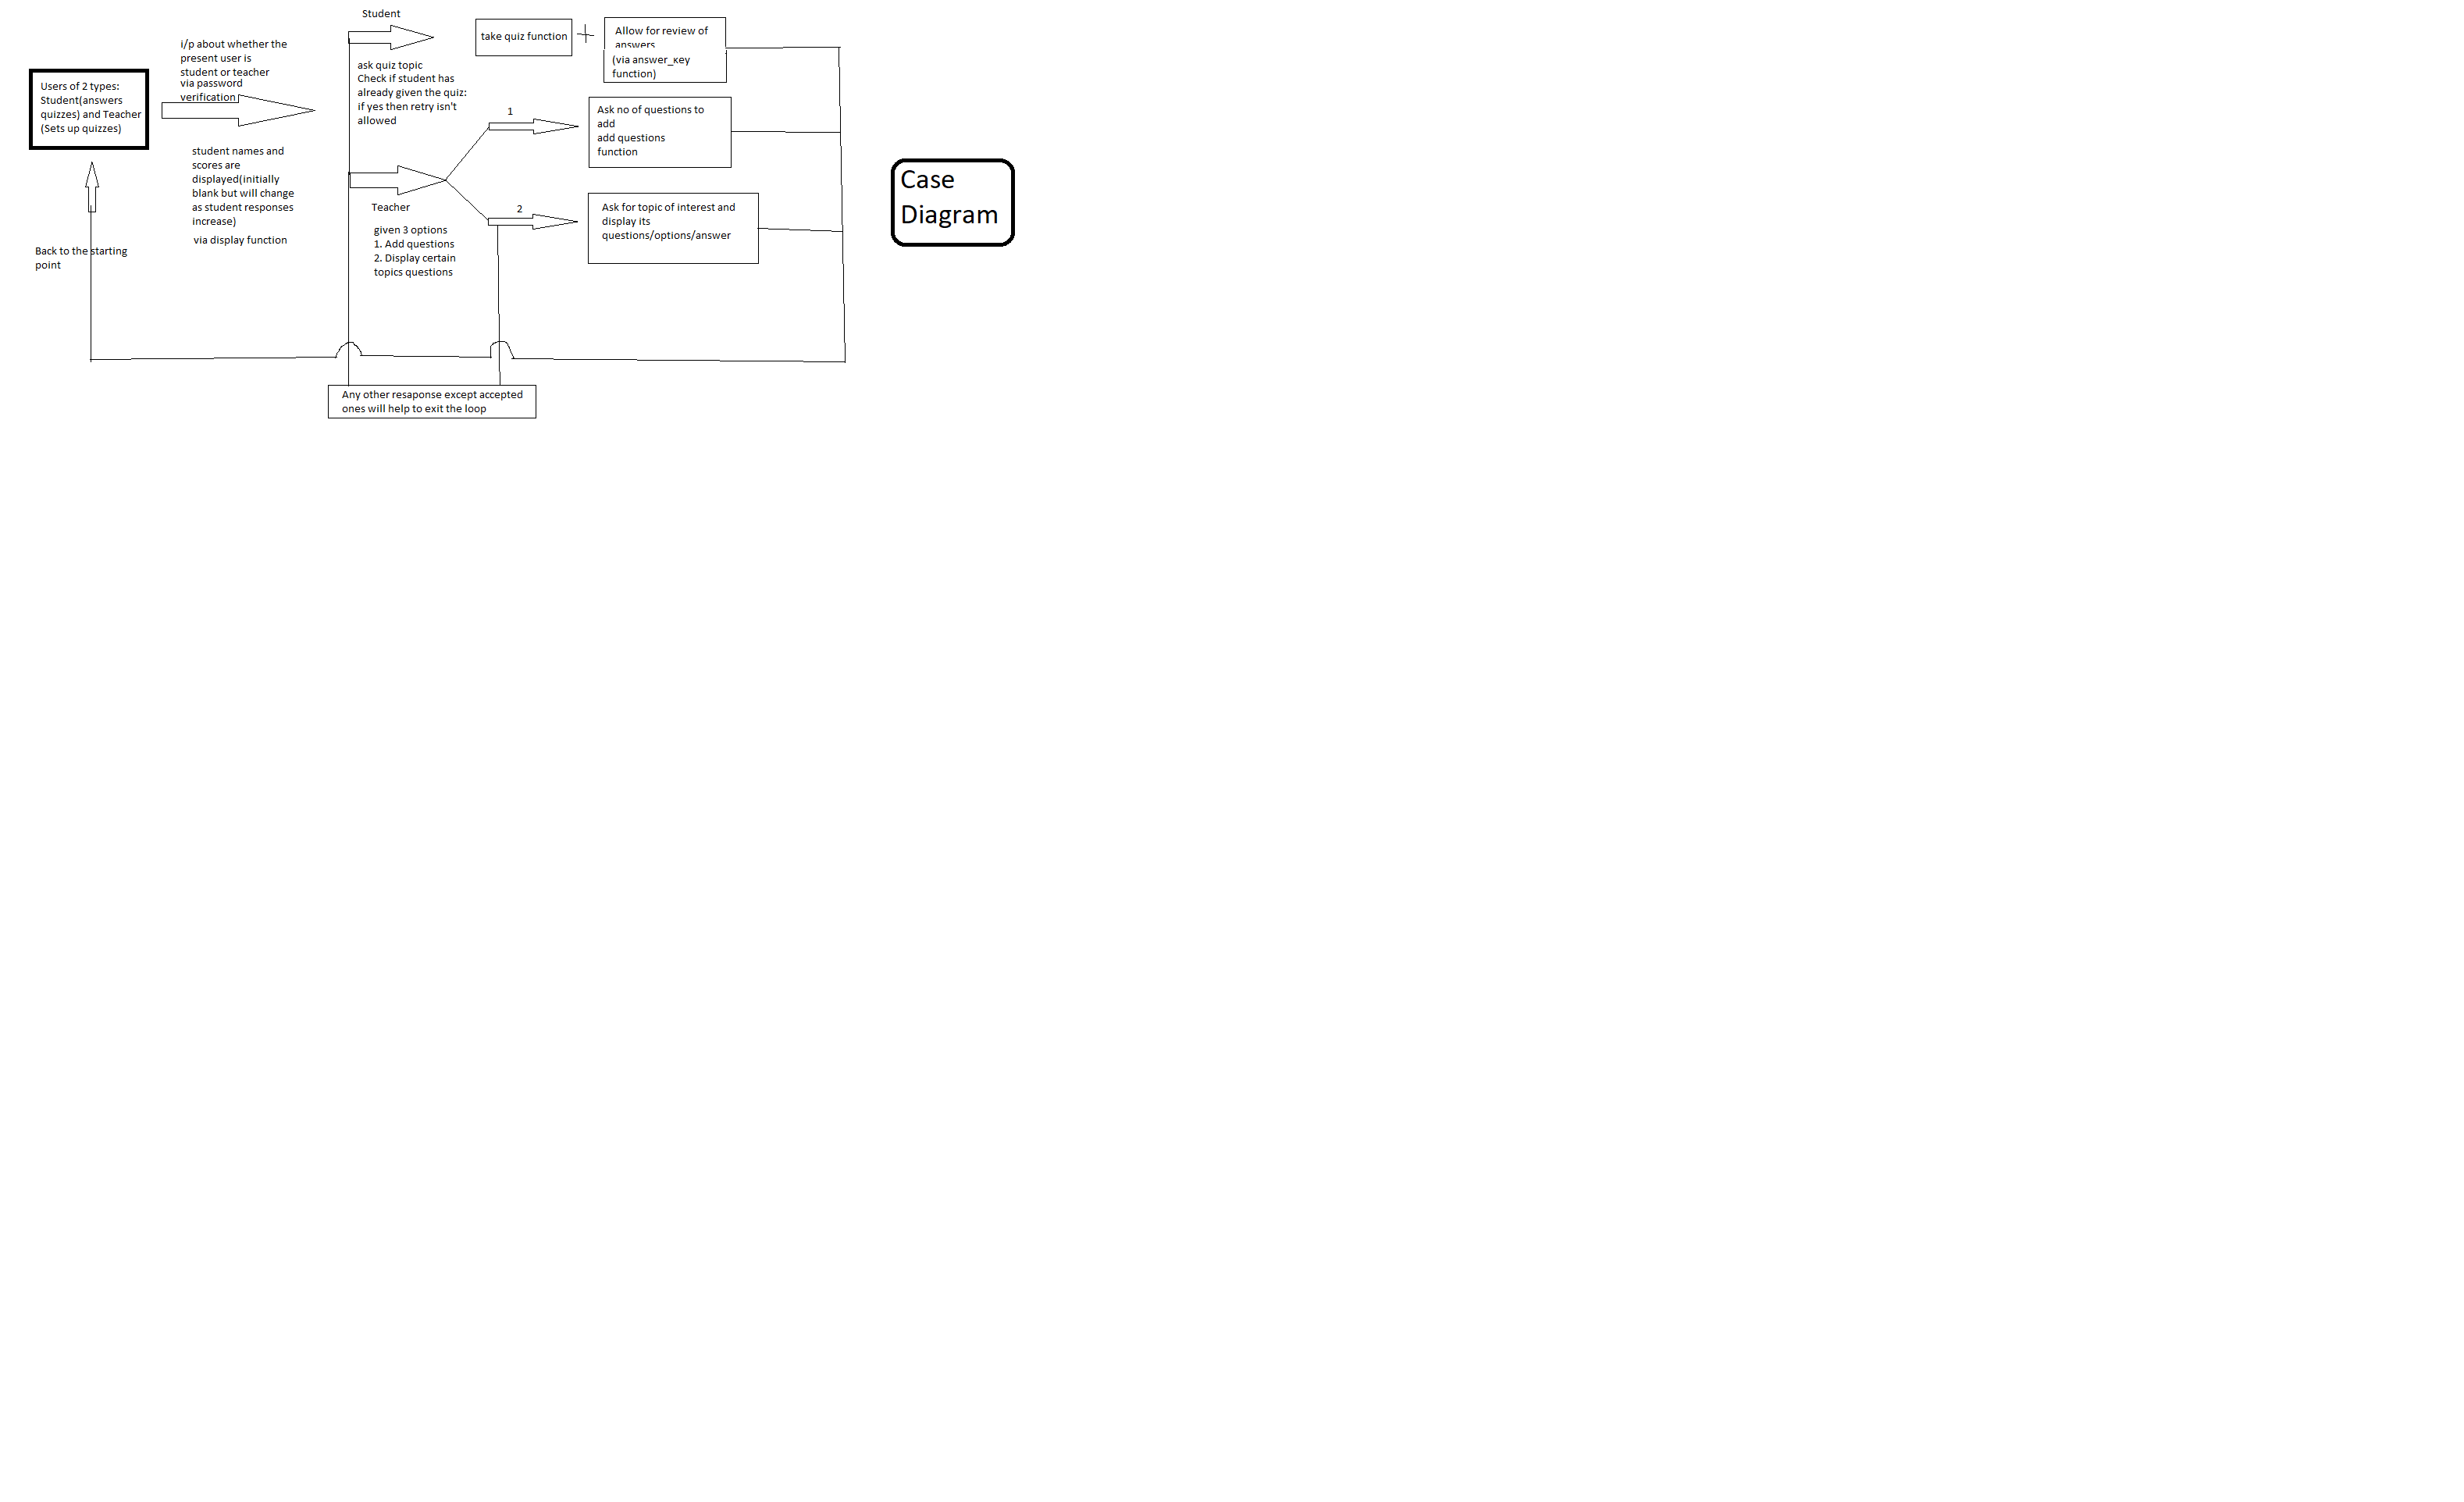 Student
take quiz function
Allow for review of
answers
(via answer_key
function)
i/p about whether the
present user is
student or teacher
via password
verification
Users of 2 types:
Student(answers
quizzes) and Teacher
(Sets up quizzes)
ask quiz topic
Check if student has
already given the quiz:
if yes then retry isn't
allowed
1
Ask no of questions to
add
add questions
function
student names and
scores are
displayed(initially
blank but will change
as student responses
increase)
via display function
Teacher
given 3 options
1. Add questions
2. Display certain
topics questions
2
Ask for topic of interest and
display its
questions/options/answer
Case
Diagram
Back to the starting
point
Any other resaponse except accepted
ones will help to exit the loop